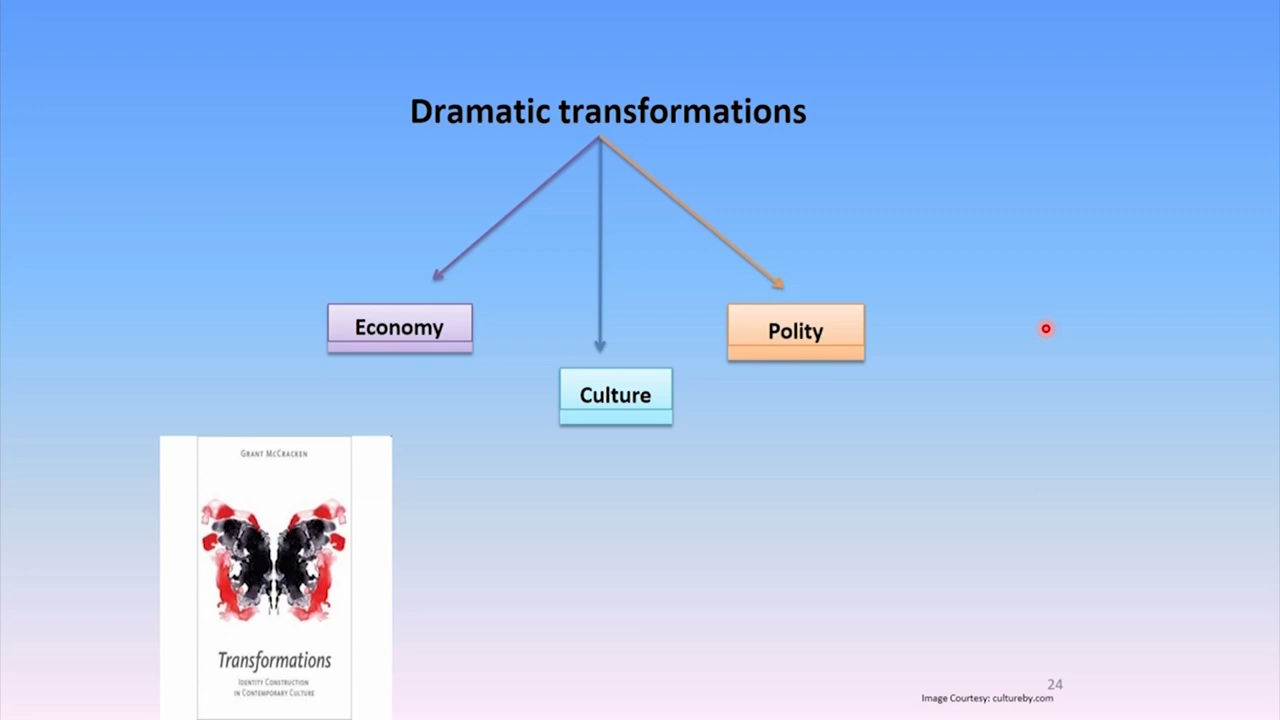 Dramatic transformations
Economy
Polity
Culture
GRANT MCCRACKEN
Transformations
IDENTITY CONSTRUCTION
IN CONTEMPORARY CULTURE
24
Image Courtesy: cultureby.com